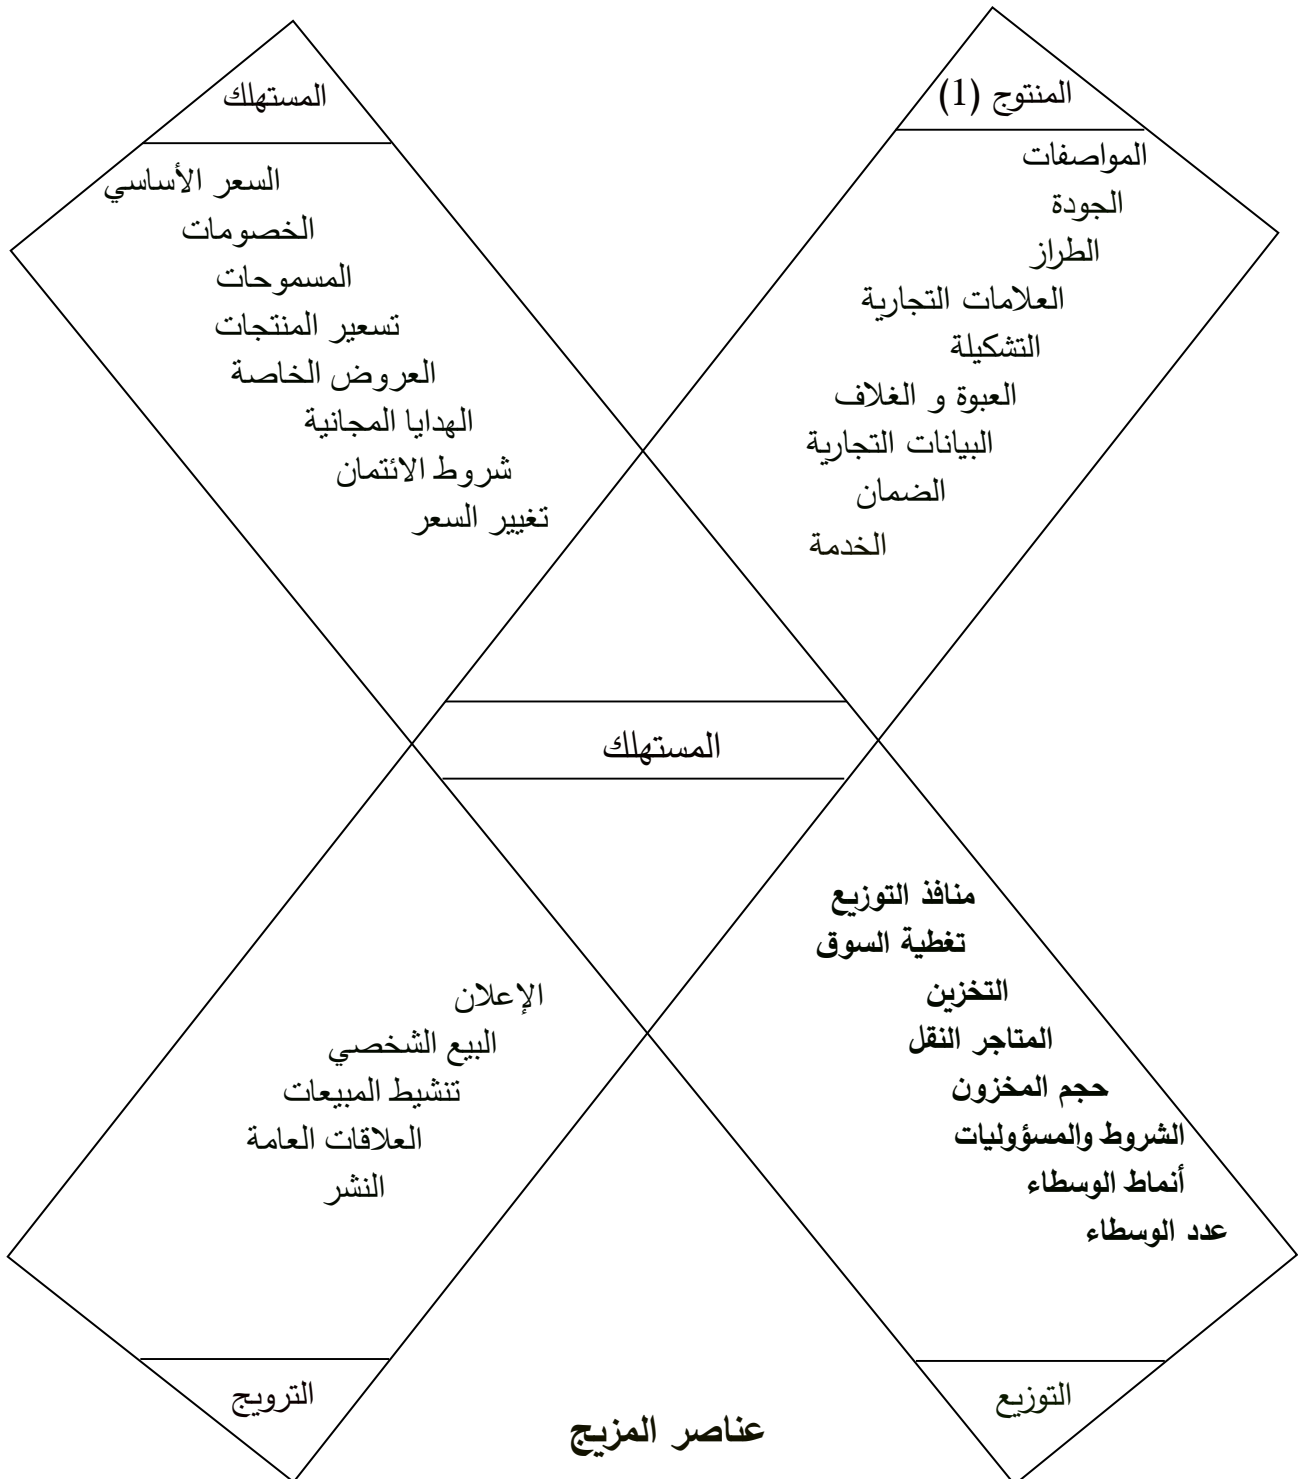 المنتوج (1)
المواصفات
الجودة
الطراز
العلامات التجارية
التشكيلة
العبوة و الغلاف
البيانات التجارية
الضمان
الخدمة
المستهلك
السعر الأساسي
الخصومات
المسموحات
تسعير المنتجات
العروض الخاصة
الهدايا المجانية
شروط الائتمان
تغيير السعر
المستهلك
منافذ التوزيع
تغطية السوق
التخزين
المتاجر النقل
حجم المخزون
الشروط والمسؤوليات
أنماط الوسطاء
عدد الوسطاء
التوزيع
الإعلان
البيع الشخصي
تنشيط المبيعات
العلاقات العامة
النشر
الترويج
عناصر المزيج